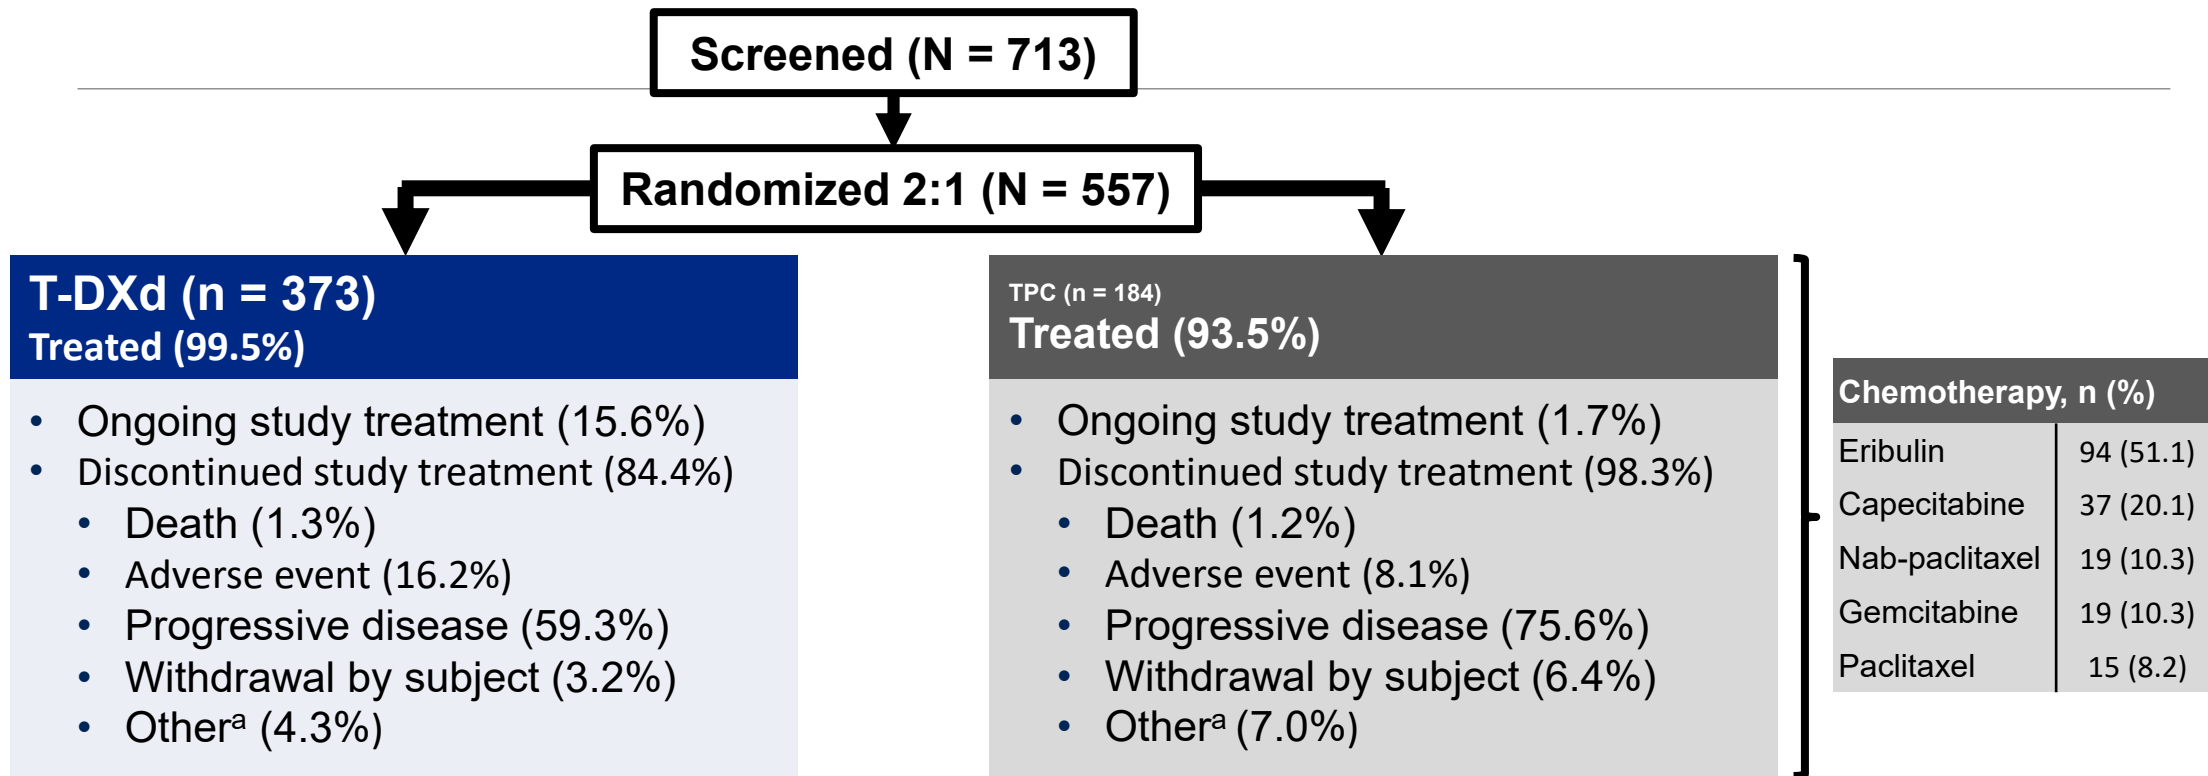 Screened (N = 713)
Randomized 2:1 (N = 557)
T-DXd (n = 373)
Treated (99.5%)
• Ongoing study treatment (15.6%)
• Discontinued study treatment (84.4%)
• Death (1.3%)
• Adverse event (16.2%)
• Progressive disease (59.3%)
• Withdrawal by subject (3.2%)
• Otherᵃ (4.3%)
TPC (n = 184)
Treated (93.5%)
• Ongoing study treatment (1.7%)
• Discontinued study treatment (98.3%)
• Death (1.2%)
• Adverse event (8.1%)
• Progressive disease (75.6%)
• Withdrawal by subject (6.4%)
• Otherᵃ (7.0%)
Chemotherapy, n (%)
Eribulin 94 (51.1)
Capecitabine 37 (20.1)
Nab-paclitaxel 19 (10.3)
Gemcitabine 19 (10.3)
Paclitaxel 15 (8.2)